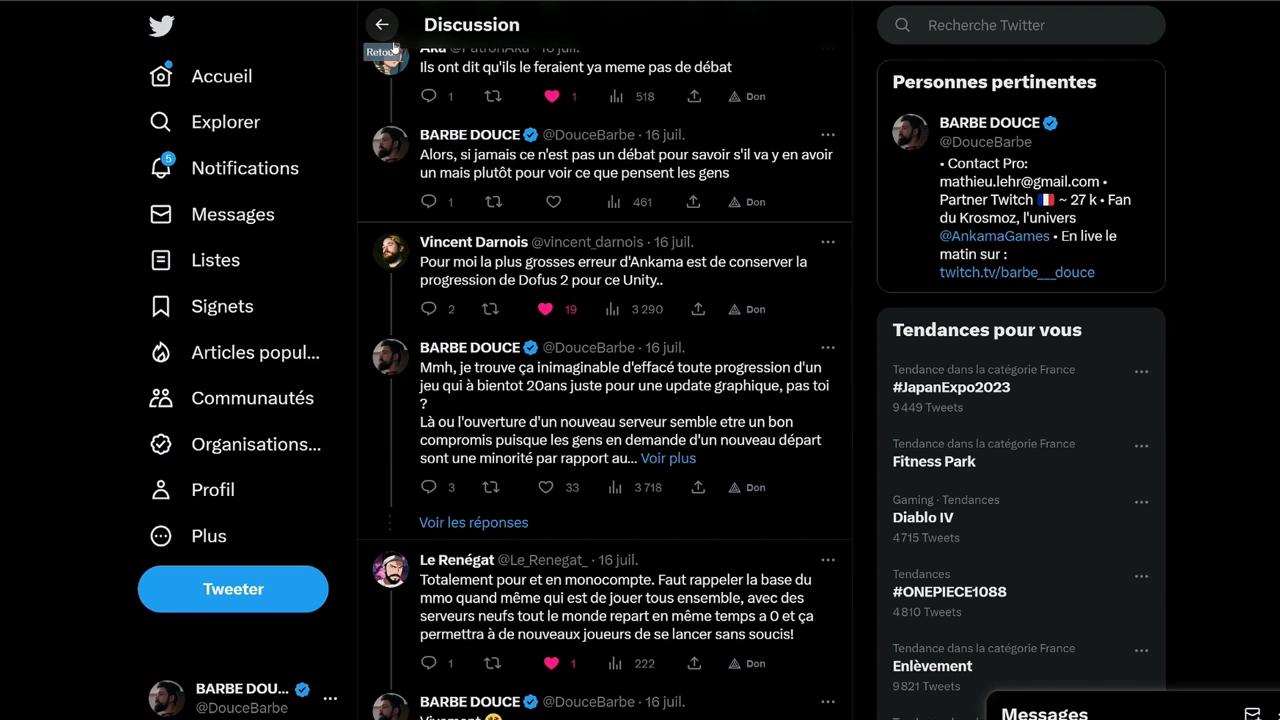 Accueil
Explorer
5
Notifications
Messages
Listes
Signets
Articles popul...
Communautés
Organisations...
Profil
Plus
Tweeter
BARBE DOU...
@DouceBarbe
Discussion
Retour
Aka @PatronAka · 16 juil.
Ils ont dit qu'ils le feraient ya meme pas de débat
1 1 518 Don
BARBE DOUCE @DouceBarbe · 16 juil.
Alors, si jamais ce n'est pas un débat pour savoir s'il va y en avoir
un mais plutôt pour voir ce que pensent les gens
1 461 Don
Vincent Darnois @vincent_darnois · 16 juil.
Pour moi la plus grosses erreur d'Ankama est de conserver la
progression de Dofus 2 pour ce Unity..
2 19 3 290 Don
BARBE DOUCE @DouceBarbe · 16 juil.
Mmh, je trouve ça inimaginable d'effacé toute progression d'un
jeu qui à bientot 20ans juste pour une update graphique, pas toi
?
Là ou l'ouverture d'un nouveau serveur semble etre un bon
compromis puisque les gens en demande d'un nouveau départ
sont une minorité par rapport au... Voir plus
3 33 3 718 Don
Voir les réponses
Le Renégat @Le_Renegat_ · 16 juil.
Totalement pour et en monocompte. Faut rappeler la base du
mmo quand même qui est de jouer tous ensemble, avec des
serveurs neufs tout le monde repart en même temps a 0 et ça
permettra à de nouveaux joueurs de se lancer sans soucis!
1 1 222 Don
BARBE DOUCE @DouceBarbe · 16 juil.
Vivement
Recherche Twitter
Personnes pertinentes
BARBE DOUCE
@DouceBarbe
• Contact Pro:
mathieu.lehr@gmail.com •
Partner Twitch 🇫🇷 ~ 27 k • Fan
du Krosmoz, l'univers
@AnkamaGames • En live le
matin sur :
twitch.tv/barbe___douce
Tendances pour vous
Tendance dans la catégorie France
#JapanExpo2023
9 449 Tweets
Tendance dans la catégorie France
Fitness Park
Gaming · Tendances
Diablo IV
4 715 Tweets
Tendances
#ONEPIECE1088
4 810 Tweets
Tendance dans la catégorie France
Enlèvement
9 821 Tweets
Messages